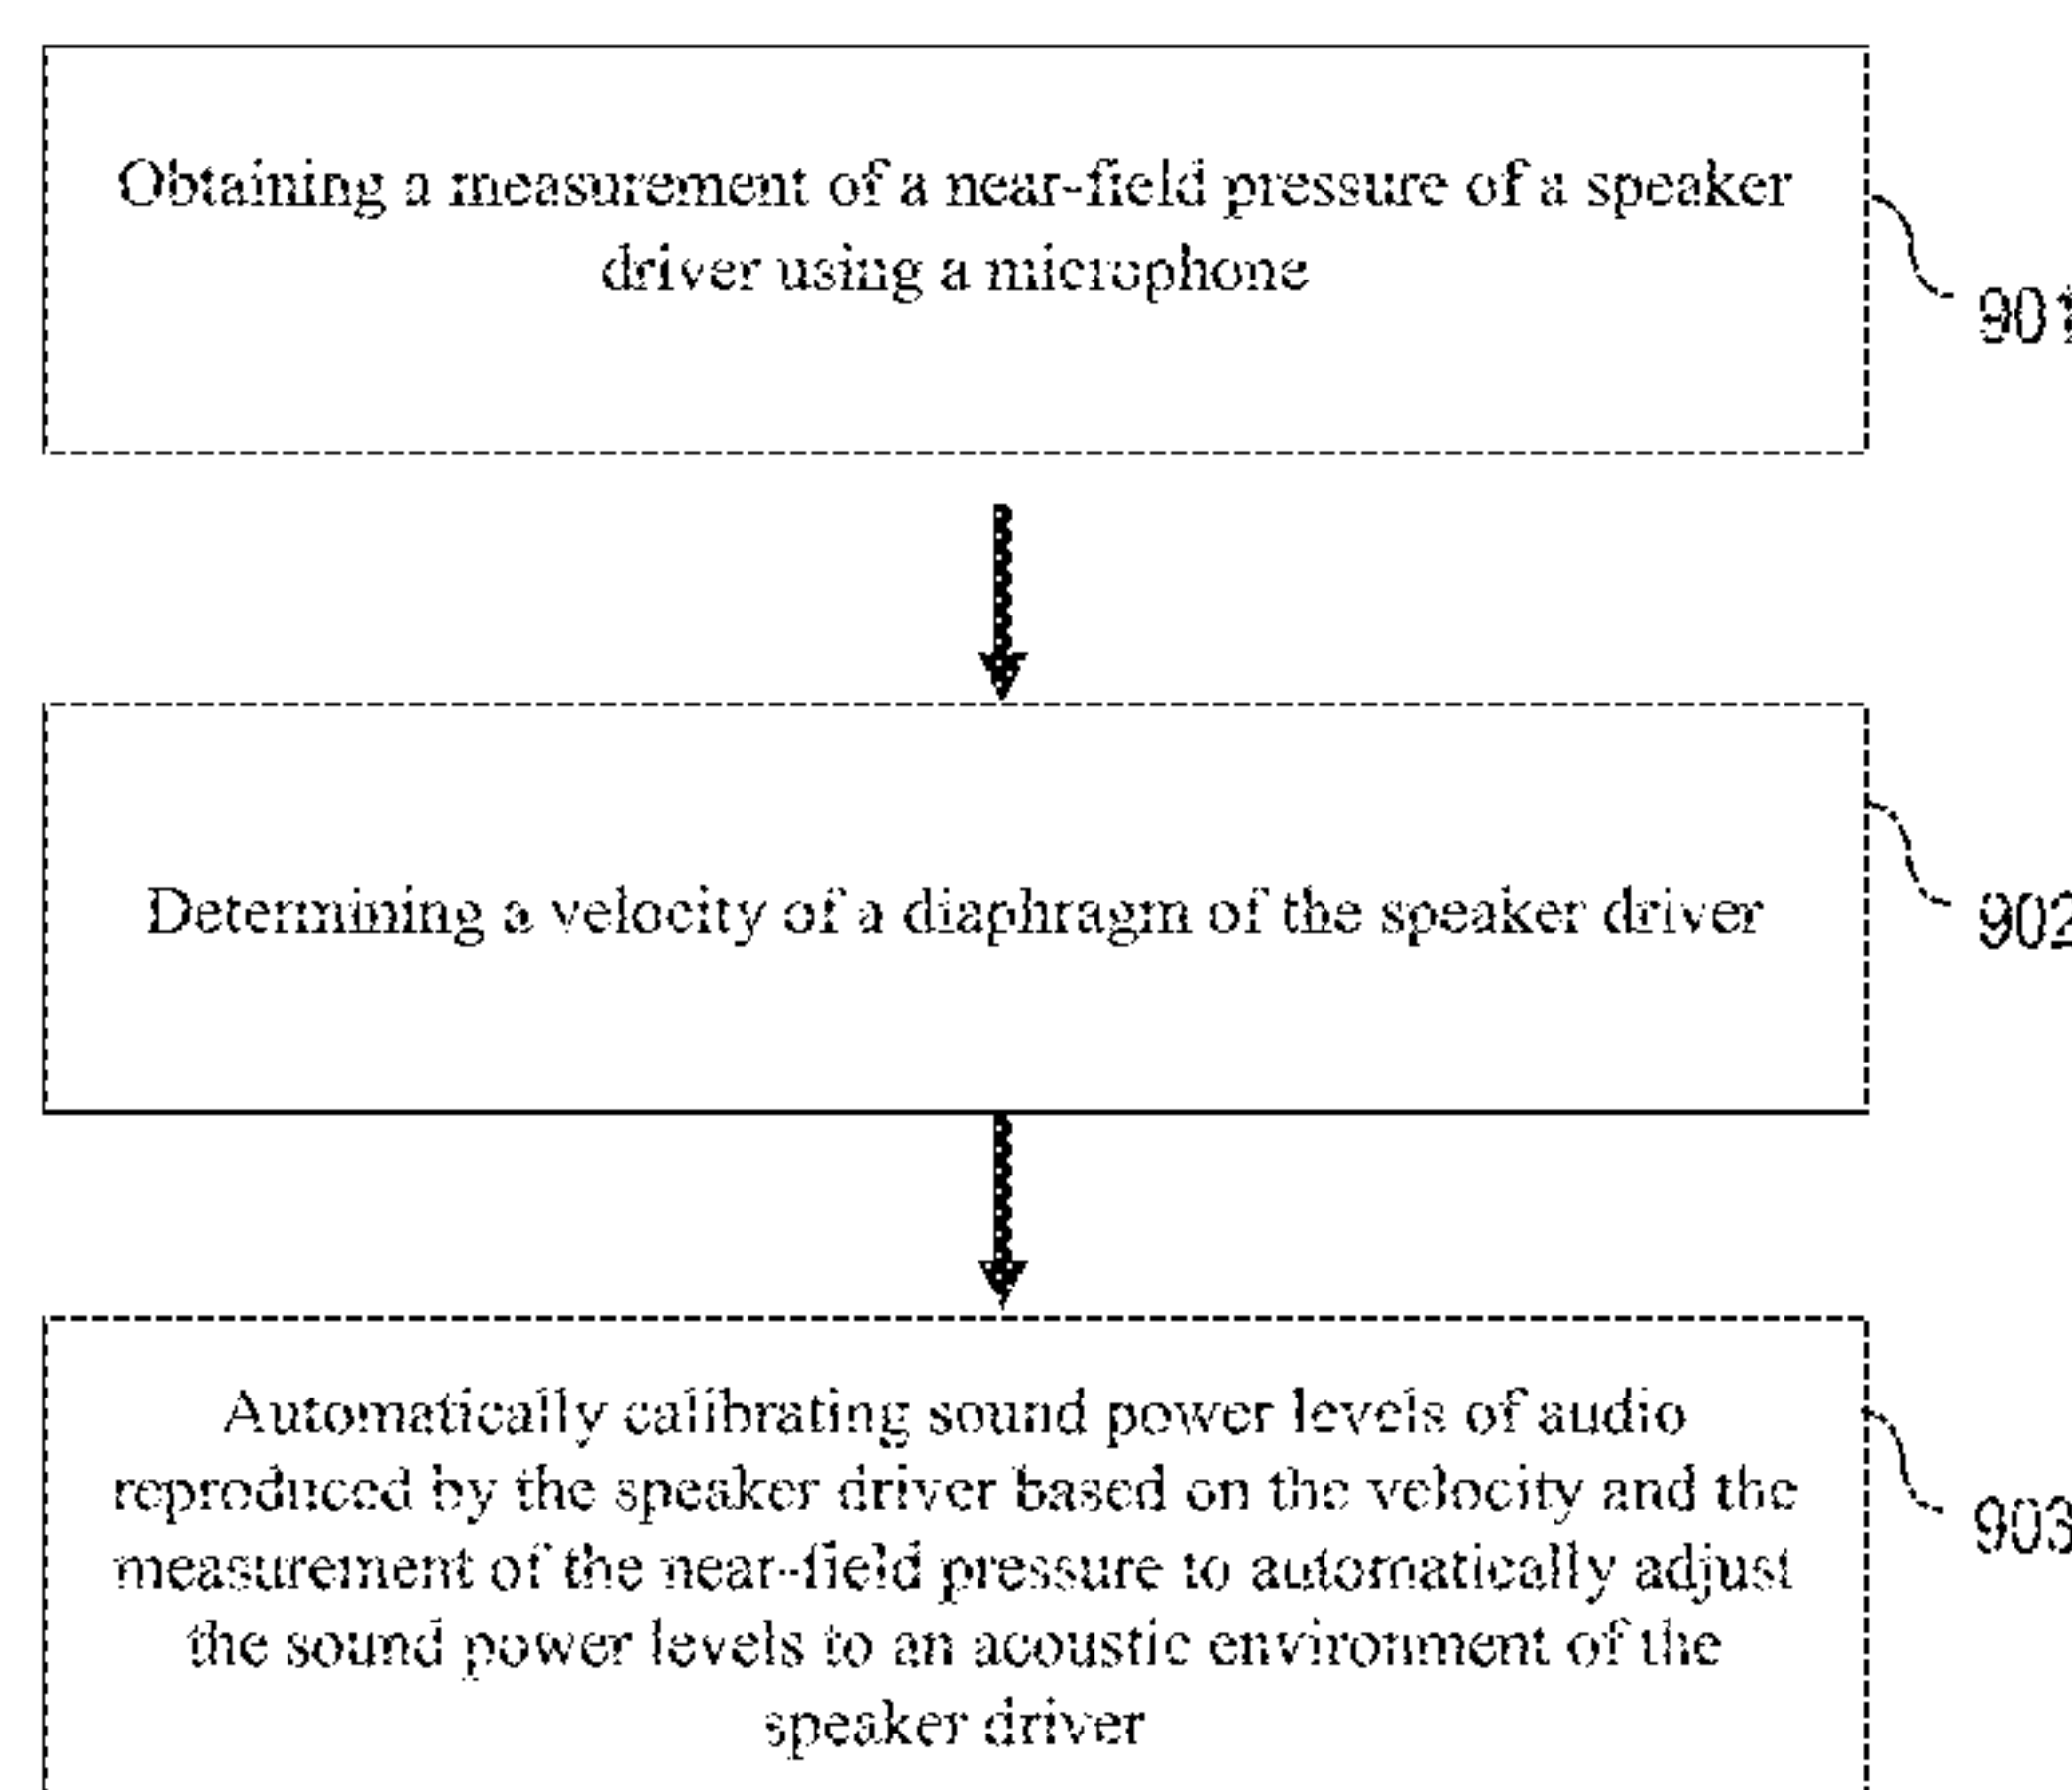 Obtaining a measurement of a near-field pressure of a speaker
driver using a microphone
901
Determining a velocity of a diaphragm of the speaker driver
902
Automatically calibrating sound power levels of audio
reproduced by the speaker driver based on the velocity and the
measurement of the near-field pressure to automatically adjust
the sound power levels to an acoustic environment of the
speaker driver
903